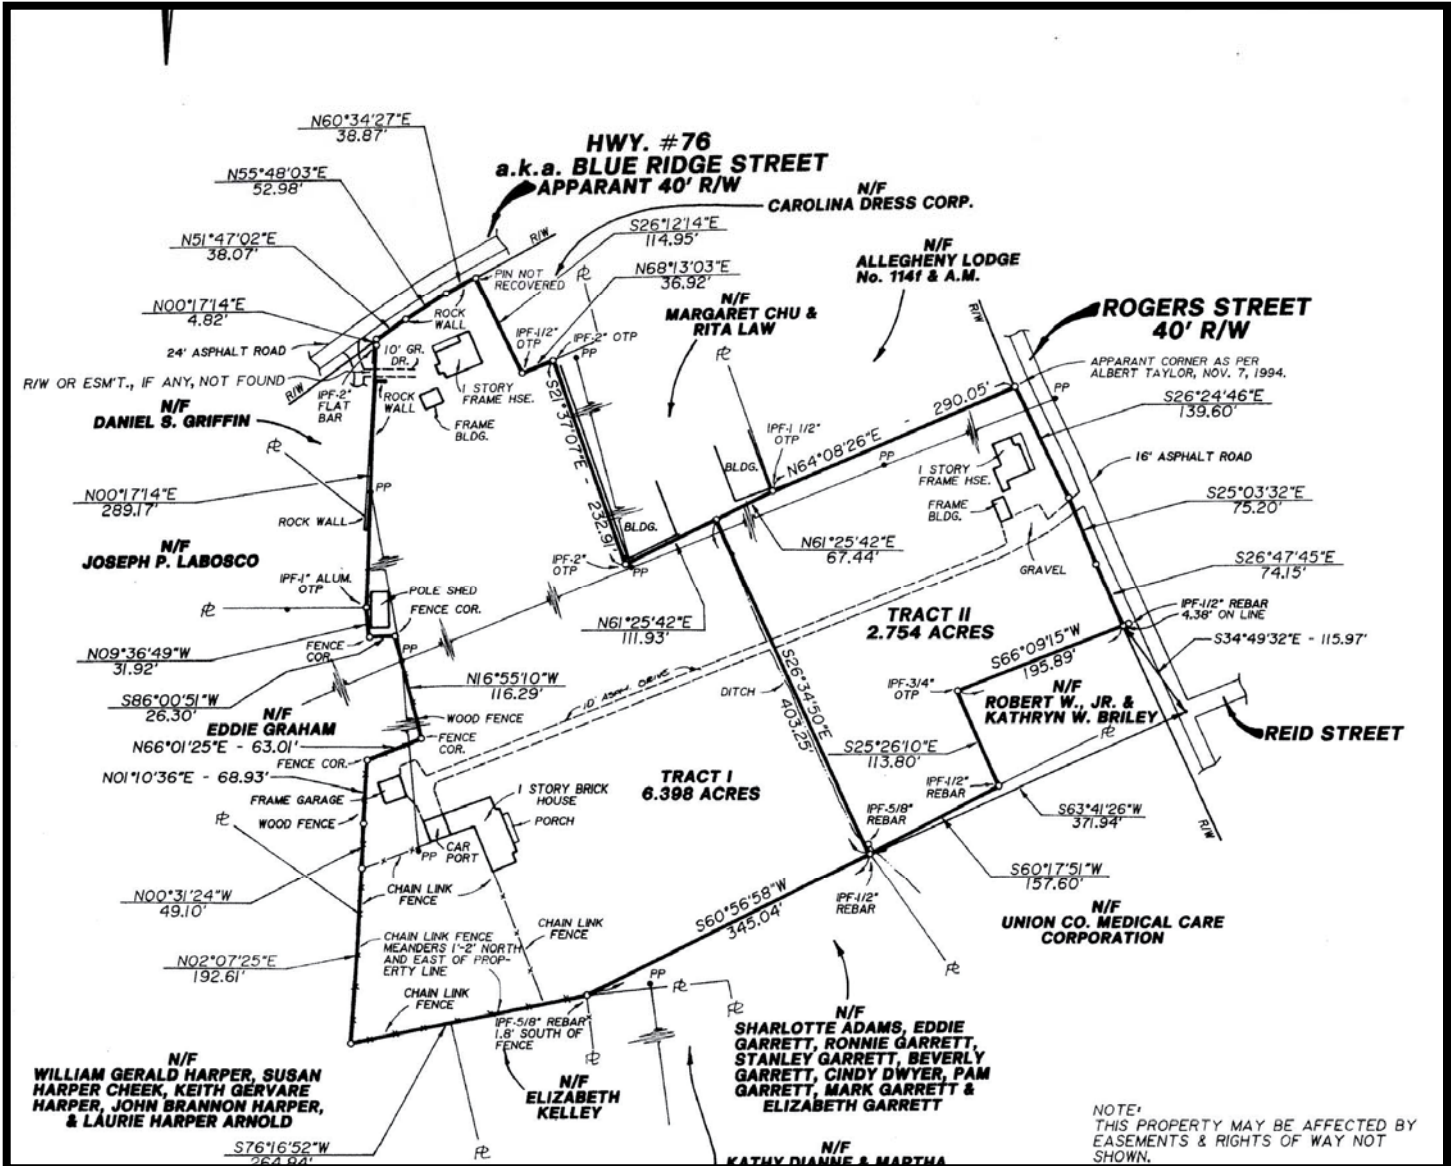 N60°34'27"E
38.87'
HWY. #76
a.k.a. BLUE RIDGE STREET
APPARANT 40' R/W
N55°48'03"E
52.98'
N/F
CAROLINA DRESS CORP.
S26°12'14"E
114.95'
N51°47'02"E
38.07'
R/W
PIN NOT
RECOVERED
N68°13'03"E
36.92'
N/F
ALLEGHENY LODGE
No. 114f & A.M.
N00°17'14"E
4.82'
ROCK
WALL
N/F
MARGARET CHU &
RITA LAW
R/W
ROGERS STREET
40' R/W
24' ASPHALT ROAD
10' GR.
DR.
IPF-1/2"
OTP
IPF-2" OTP
PP
APPARANT CORNER AS PER
ALBERT TAYLOR, NOV. 7, 1994.
R/W OR ESM'T., IF ANY, NOT FOUND
R/W
IPF-2"
FLAT
BAR
ROCK
WALL
1 STORY
FRAME HSE.
PP
S26°24'46"E
139.60'
N/F
DANIEL S. GRIFFIN
FRAME
BLDG.
S21°37'07"E - 232.91'
IPF-1 1/2"
OTP
N64°08'26"E
290.05'
PP
16' ASPHALT ROAD
BLDG.
1 STORY
FRAME HSE.
N00°17'14"E
289.17'
PP
ROCK WALL
BLDG.
FRAME
BLDG.
S25°03'32"E
75.20'
N/F
JOSEPH P. LABOSCO
IPF-2"
OTP
PP
N61°25'42"E
67.44'
GRAVEL
S26°47'45"E
74.15'
IPF-1" ALUM.
OTP
POLE SHED
FENCE COR.
N61°25'42"E
111.93'
TRACT II
2.754 ACRES
IPF-1/2" REBAR
4.38' ON LINE
N09°36'49"W
31.92'
FENCE
COR.
PP
S34°49'32"E - 115.97'
S66°09'15"W
195.89'
S86°00'51"W
26.30'
N16°55'10"W
116.29'
10' ASPH. DRIVE
DITCH
S26°34'50"E
403.25'
IPF-3/4"
OTP
N/F
ROBERT W., JR. &
KATHRYN W. BRILEY
N/F
EDDIE GRAHAM
WOOD FENCE
REID STREET
N66°01'25"E - 63.01'
FENCE
COR.
S25°26'10"E
113.80'
FENCE COR.
N01°10'36"E - 68.93'
TRACT I
6.398 ACRES
IPF-1/2"
REBAR
FRAME GARAGE
1 STORY BRICK
HOUSE
S63°41'26"W
371.94'
R/W
WOOD FENCE
PORCH
IPF-5/8"
REBAR
CAR
PORT
PP
S60°17'51"W
157.60'
N00°31'24"W
49.10'
CHAIN LINK
FENCE
S60°56'58"W
345.04'
IPF-1/2"
REBAR
N/F
UNION CO. MEDICAL CARE
CORPORATION
CHAIN LINK
FENCE
CHAIN LINK FENCE
MEANDERS 1'-2' NORTH
AND EAST OF PROP-
ERTY LINE
N02°07'25"E
192.61'
CHAIN LINK
FENCE
PP
IPF-5/8" REBAR
1.8' SOUTH OF
FENCE
N/F
SHARLOTTE ADAMS, EDDIE
GARRETT, RONNIE GARRETT,
STANLEY GARRETT, BEVERLY
GARRETT, CINDY DWYER, PAM
GARRETT, MARK GARRETT &
ELIZABETH GARRETT
N/F
WILLIAM GERALD HARPER, SUSAN
HARPER CHEEK, KEITH GERVARE
HARPER, JOHN BRANNON HARPER,
& LAURIE HARPER ARNOLD
N/F
ELIZABETH
KELLEY
NOTE:
THIS PROPERTY MAY BE AFFECTED BY
EASEMENTS & RIGHTS OF WAY NOT
SHOWN.
S76°16'52"W
264.84'
N/F
KATHY DIANNE & MARTHA